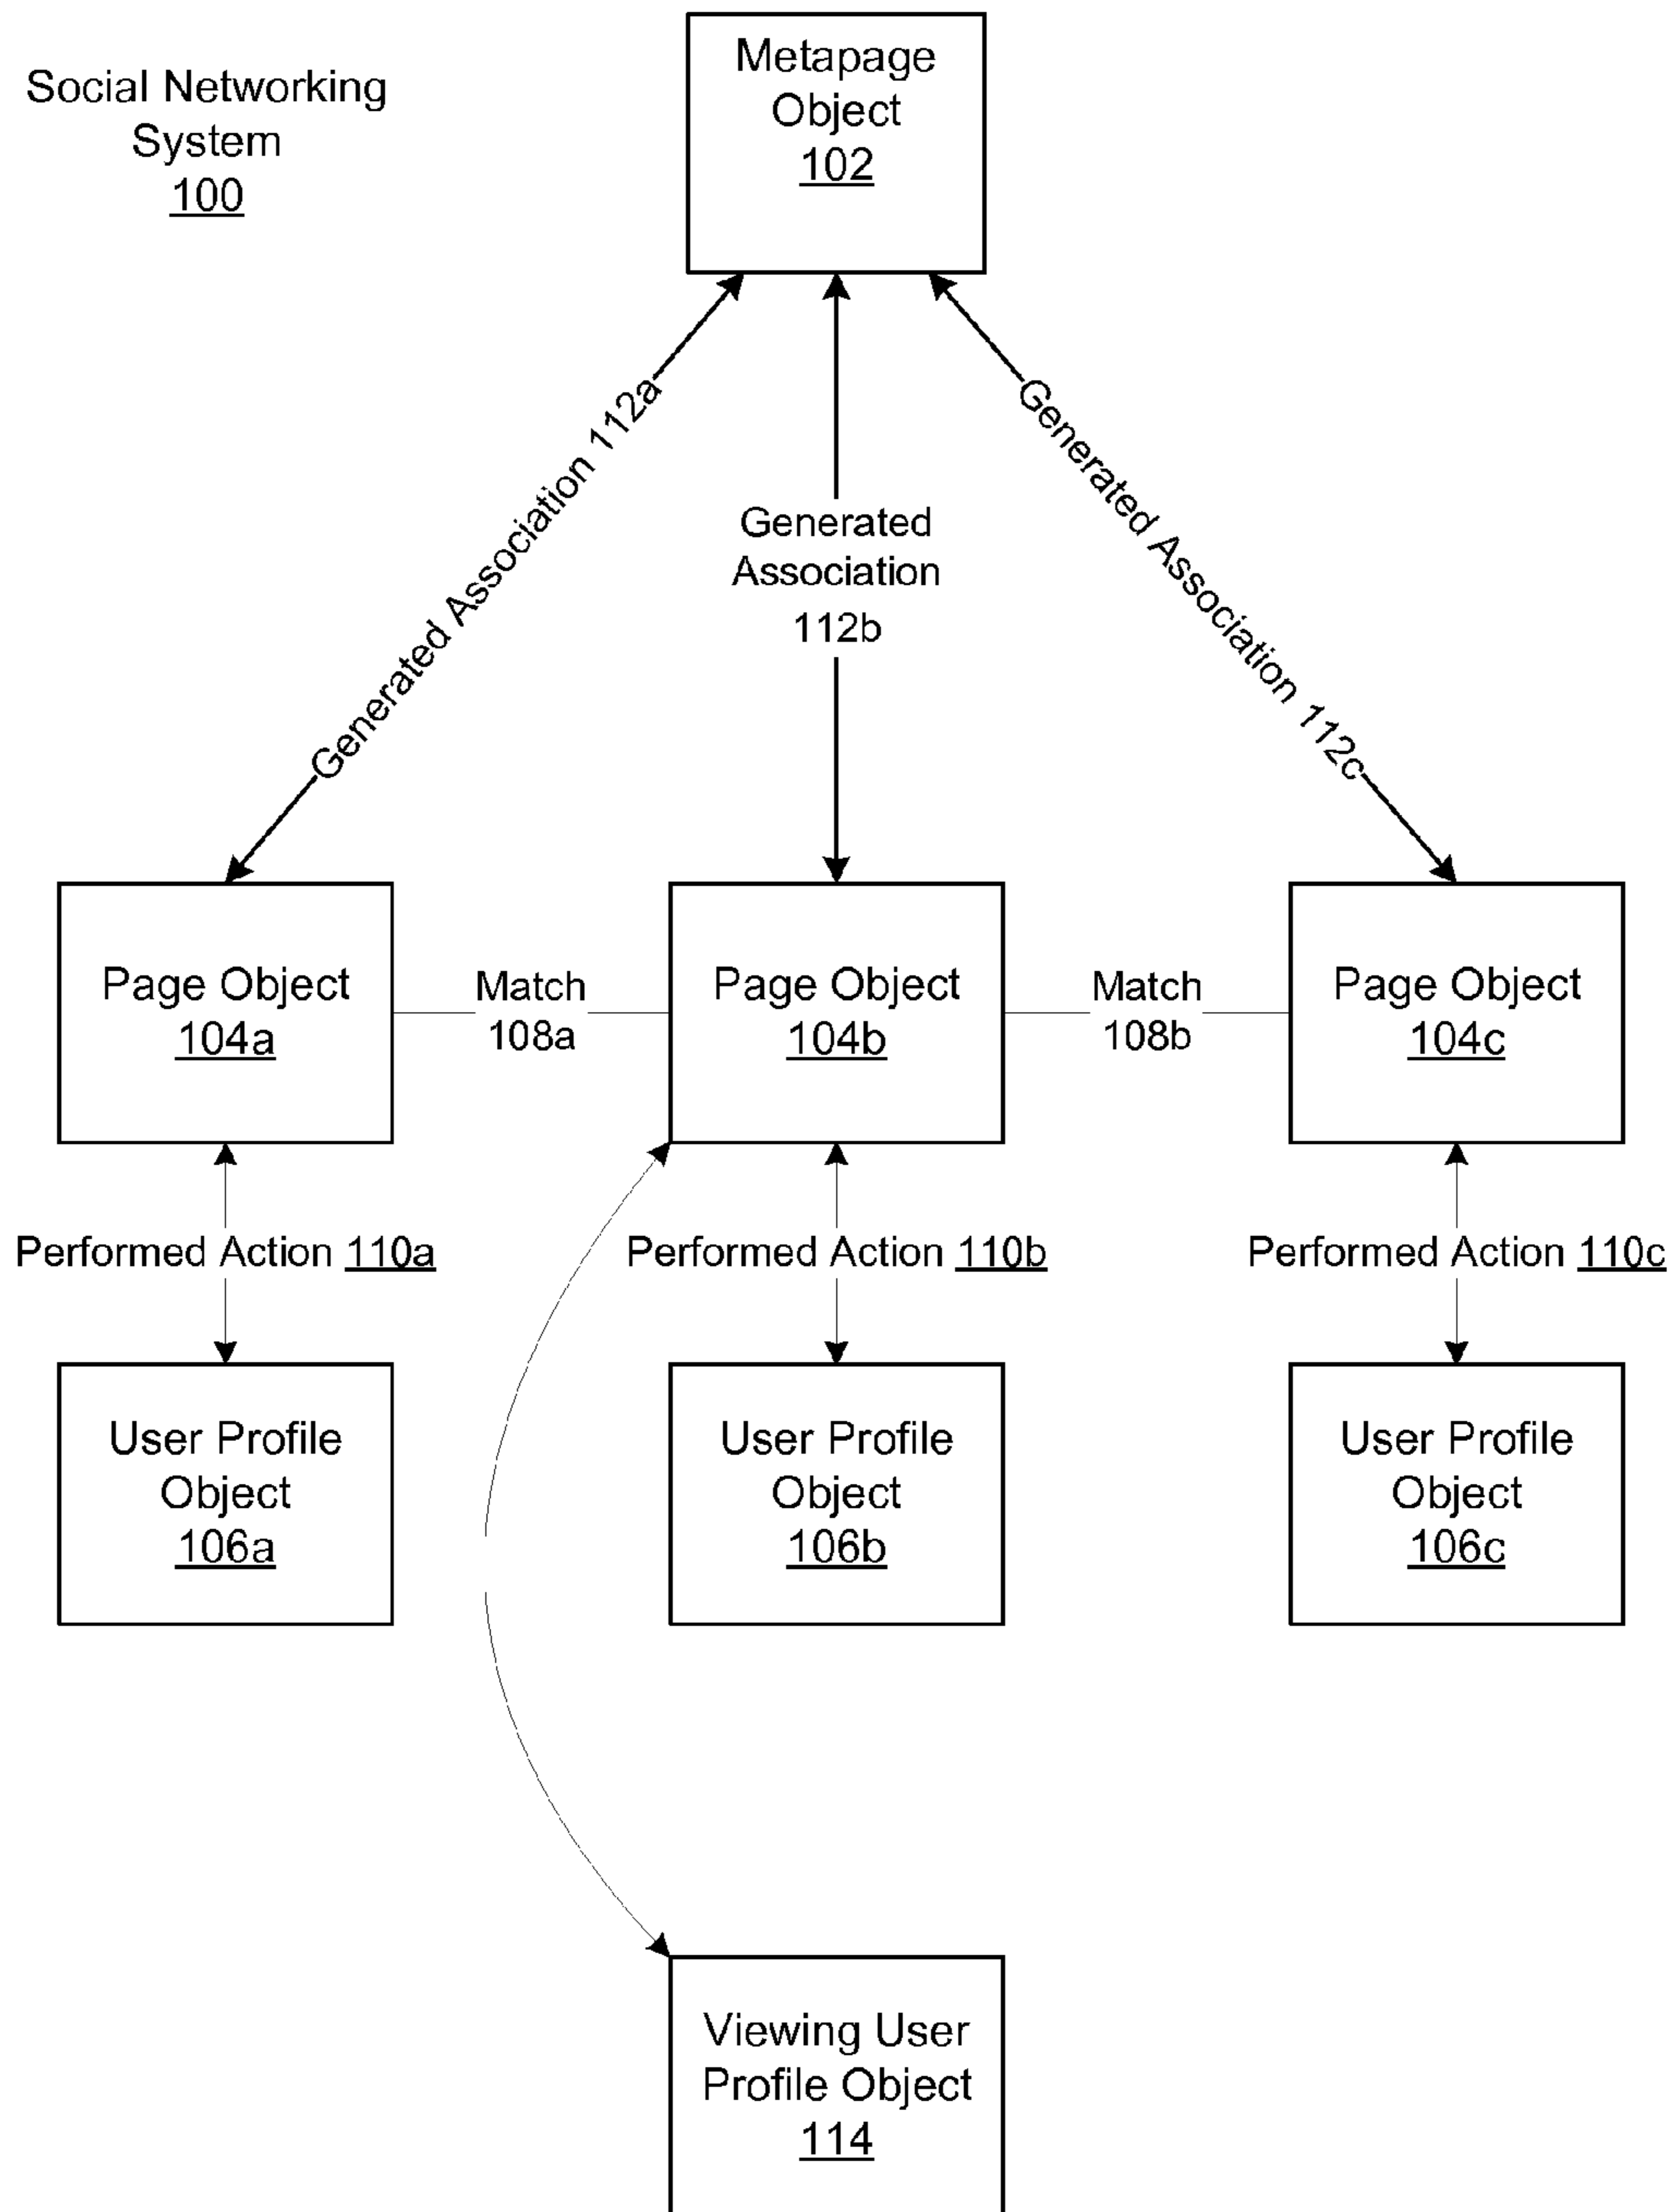 Social Networking
System
100
Metapage
Object
102
Generated Association 112a
Generated
Association
112b
Generated Association 112c
Page Object
104a
Match
108a
Page Object
104b
Match
108b
Page Object
104c
Performed Action 110a
Performed Action 110b
Performed Action 110c
User Profile
Object
106a
User Profile
Object
106b
User Profile
Object
106c
Viewing User
Profile Object
114